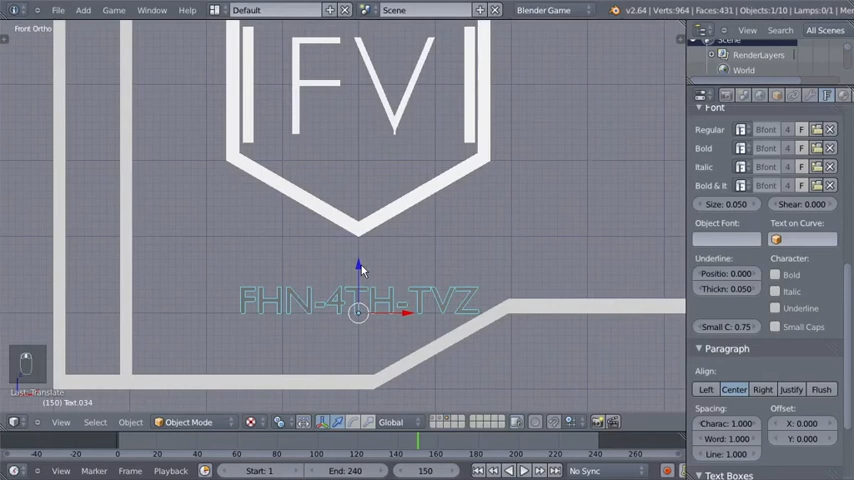 File Add Game Window Help Default Scene Blender Game v2.64 | Verts:964 | Faces:431 | Objects:1/10 | Lamps:0/0
View Search All Scenes
Front Ortho
RenderLayers
World
FV
Font
Regular Bfont 4 F
Bold Bfont 4 F
Italic Bfont 4 F
Bold & It Bfont 4 F
Size: 0.050 Shear: 0.000
Object Font: Text on Curve:
Underline: Character:
Positio: 0.000 Bold
Thickn: 0.050 Italic
Underline
Small C: 0.75 Small Caps
FHN-4TH-TVZ
Paragraph
Align:
Left Center Right Justify Flush
Spacing: Offset:
Charac: 1.000 X: 0.000
Word: 1.000 Y: 0.000
Line: 1.000
Text Boxes
Last: Translate
(150) Text.034
View Select Object Object Mode Global
-40 -20 0 20 40 60 80 100 120 140 160 180 200 220 240 260
View Marker Frame Playback Start: 1 End: 240 150 No Sync